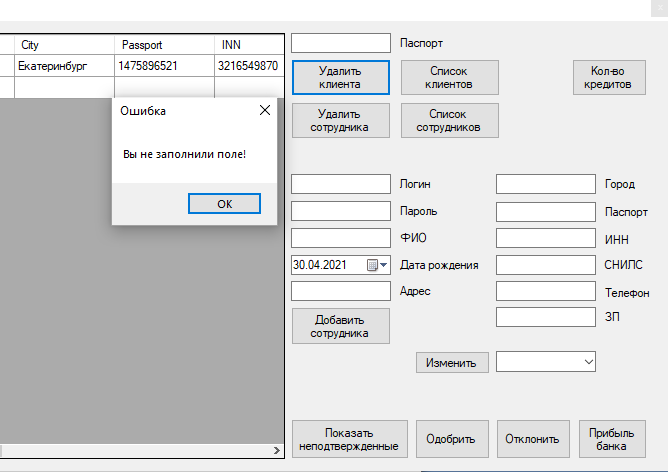 City Passport INN
Екатеринбург 1475896521 3216549870
Ошибка
Вы не заполнили поле!
OK
Паспорт
Удалить
клиента
Список
клиентов
Кол-во
кредитов
Удалить
сотрудника
Список
сотрудников
Логин
Пароль
ФИО
30.04.2021 Дата рождения
Адрес
Город
Паспорт
ИНН
СНИЛС
Телефон
ЗП
Добавить
сотрудника
Изменить
Показать
неподтвержденные
Одобрить
Отклонить
Прибыль
банка